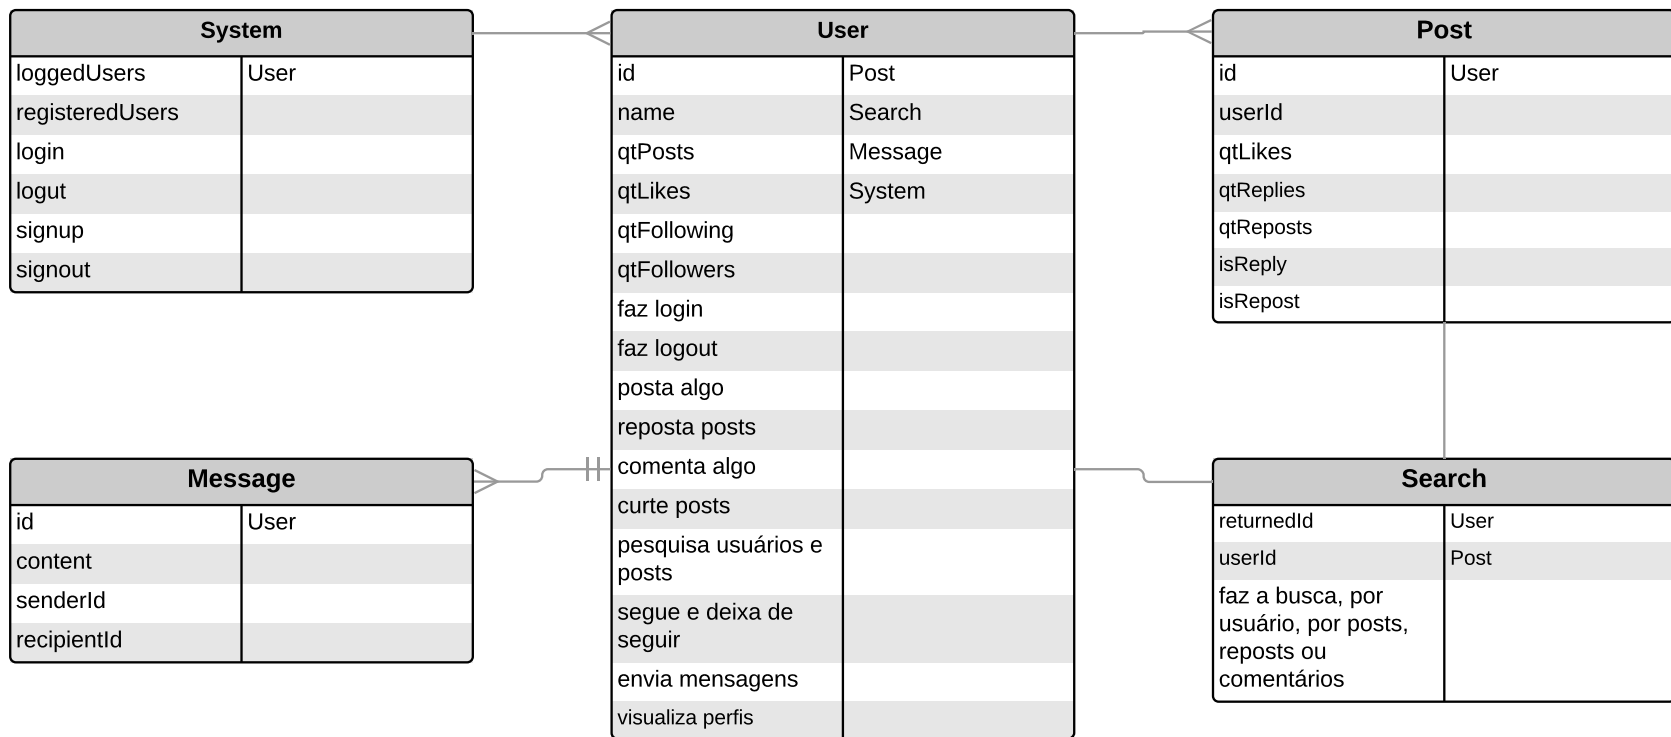 System
loggedUsers User
registeredUsers
login
logut
signup
signout
User
id Post
name Search
qtPosts Message
qtLikes System
qtFollowing
qtFollowers
faz login
faz logout
posta algo
reposta posts
comenta algo
curte posts
pesquisa usuários e
posts
segue e deixa de
seguir
envia mensagens
visualiza perfis
Post
id User
userId
qtLikes
qtReplies
qtReposts
isReply
isRepost
Message
id User
content
senderId
recipientId
Search
returnedId User
userId Post
faz a busca, por
usuário, por posts,
reposts ou
comentários